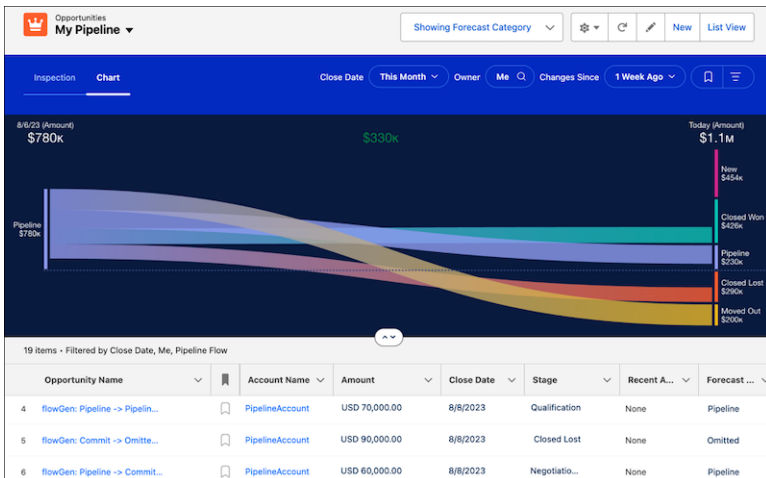 Opportunities
My Pipeline
Showing Forecast Category
New
List View
Inspection
Chart
Close Date
This Month
Owner
Me
Changes Since
1 Week Ago
8/6/23 (Amount)
$780K
$330K
Today (Amount)
$1.1M
New
$454K
Pipeline
$780K
Closed Won
$426K
Pipeline
$230K
Closed Lost
$290K
Moved Out
$200K
19 items • Filtered by Close Date, Me, Pipeline Flow
Opportunity Name Account Name Amount Close Date Stage Recent A... Forecast ...
4 flowGen: Pipeline -> Pipelin... PipelineAccount USD 70,000.00 8/8/2023 Qualification None Pipeline
5 flowGen: Commit -> Omitte... PipelineAccount USD 90,000.00 8/8/2023 Closed Lost None Omitted
6 flowGen: Pipeline -> Commit... PipelineAccount USD 60,000.00 8/8/2023 Negotiatio... None Pipeline